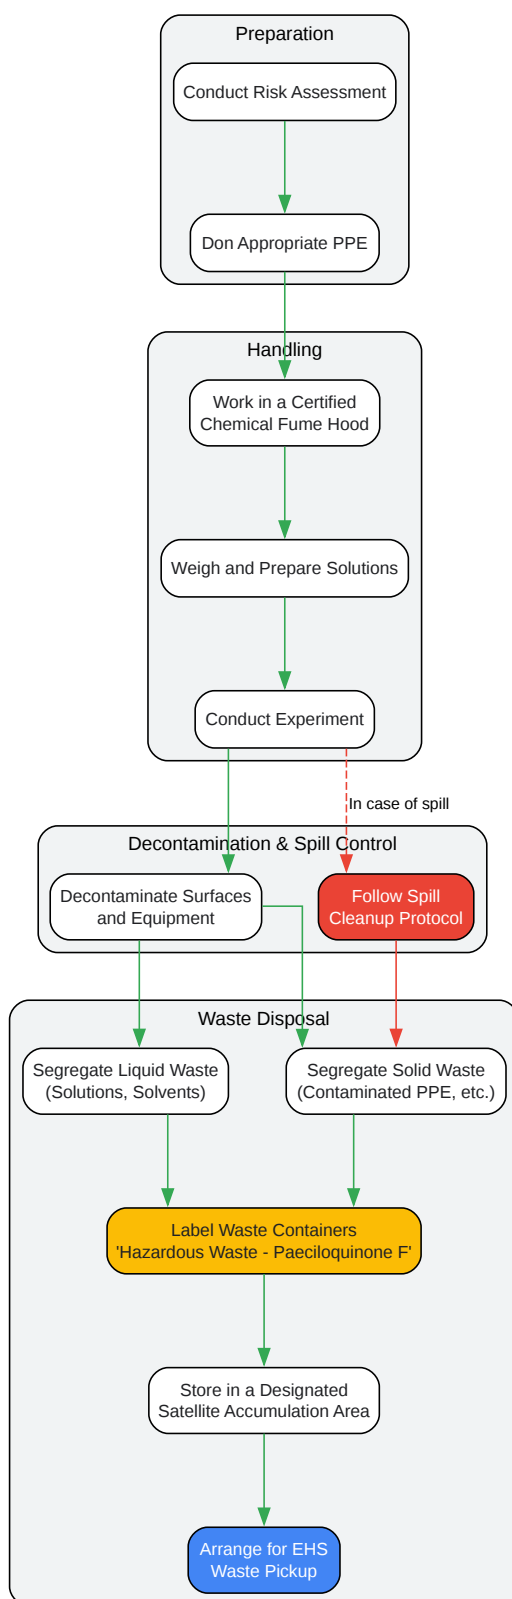 Preparation
Conduct Risk Assessment
Don Appropriate PPE
Handling
Work in a Certified
Chemical Fume Hood
Weigh and Prepare Solutions
Conduct Experiment
In case of spill
Decontamination & Spill Control
Decontaminate Surfaces
and Equipment
Follow Spill
Cleanup Protocol
Waste Disposal
Segregate Liquid Waste
(Solutions, Solvents)
Segregate Solid Waste
(Contaminated PPE, etc.)
Label Waste Containers
'Hazardous Waste - Paeciloquinone F'
Store in a Designated
Satellite Accumulation Area
Arrange for EHS
Waste Pickup